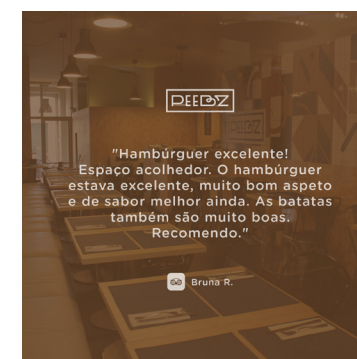 PEEBZ
"Hambúrguer excelente!
Espaço acolhedor. O hambúrguer
estava excelente, muito bom aspeto
e de sabor melhor ainda. As batatas
também são muito boas.
Recomendo."
Bruna R.